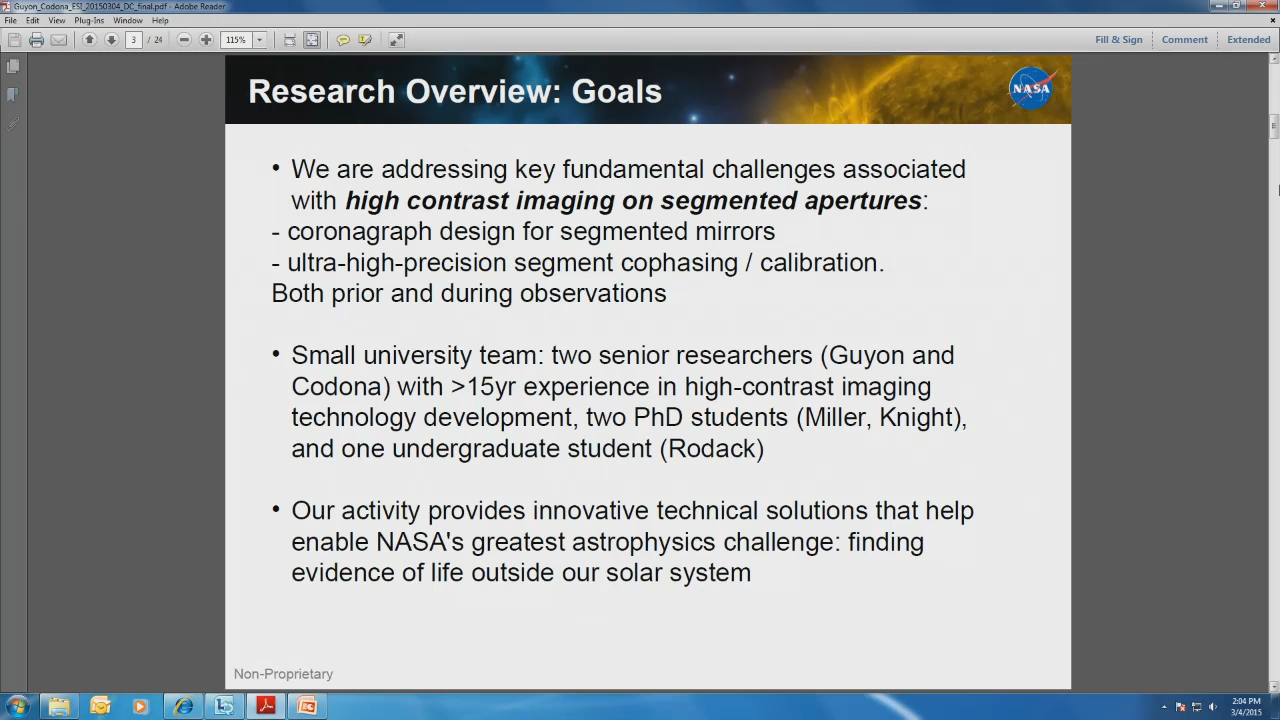 Guyon_Codona_ESI_20150304_DC_final.pdf - Adobe Reader
File Edit View Plug-Ins Window Help
3 / 24 115% Fill & Sign Comment Extended
Research Overview: Goals
NASA
• We are addressing key fundamental challenges associated
with high contrast imaging on segmented apertures:
- coronagraph design for segmented mirrors
- ultra-high-precision segment cophasing / calibration.
Both prior and during observations
• Small university team: two senior researchers (Guyon and
Codona) with >15yr experience in high-contrast imaging
technology development, two PhD students (Miller, Knight),
and one undergraduate student (Rodack)
• Our activity provides innovative technical solutions that help
enable NASA's greatest astrophysics challenge: finding
evidence of life outside our solar system
Non-Proprietary
2:04 PM
3/4/2015